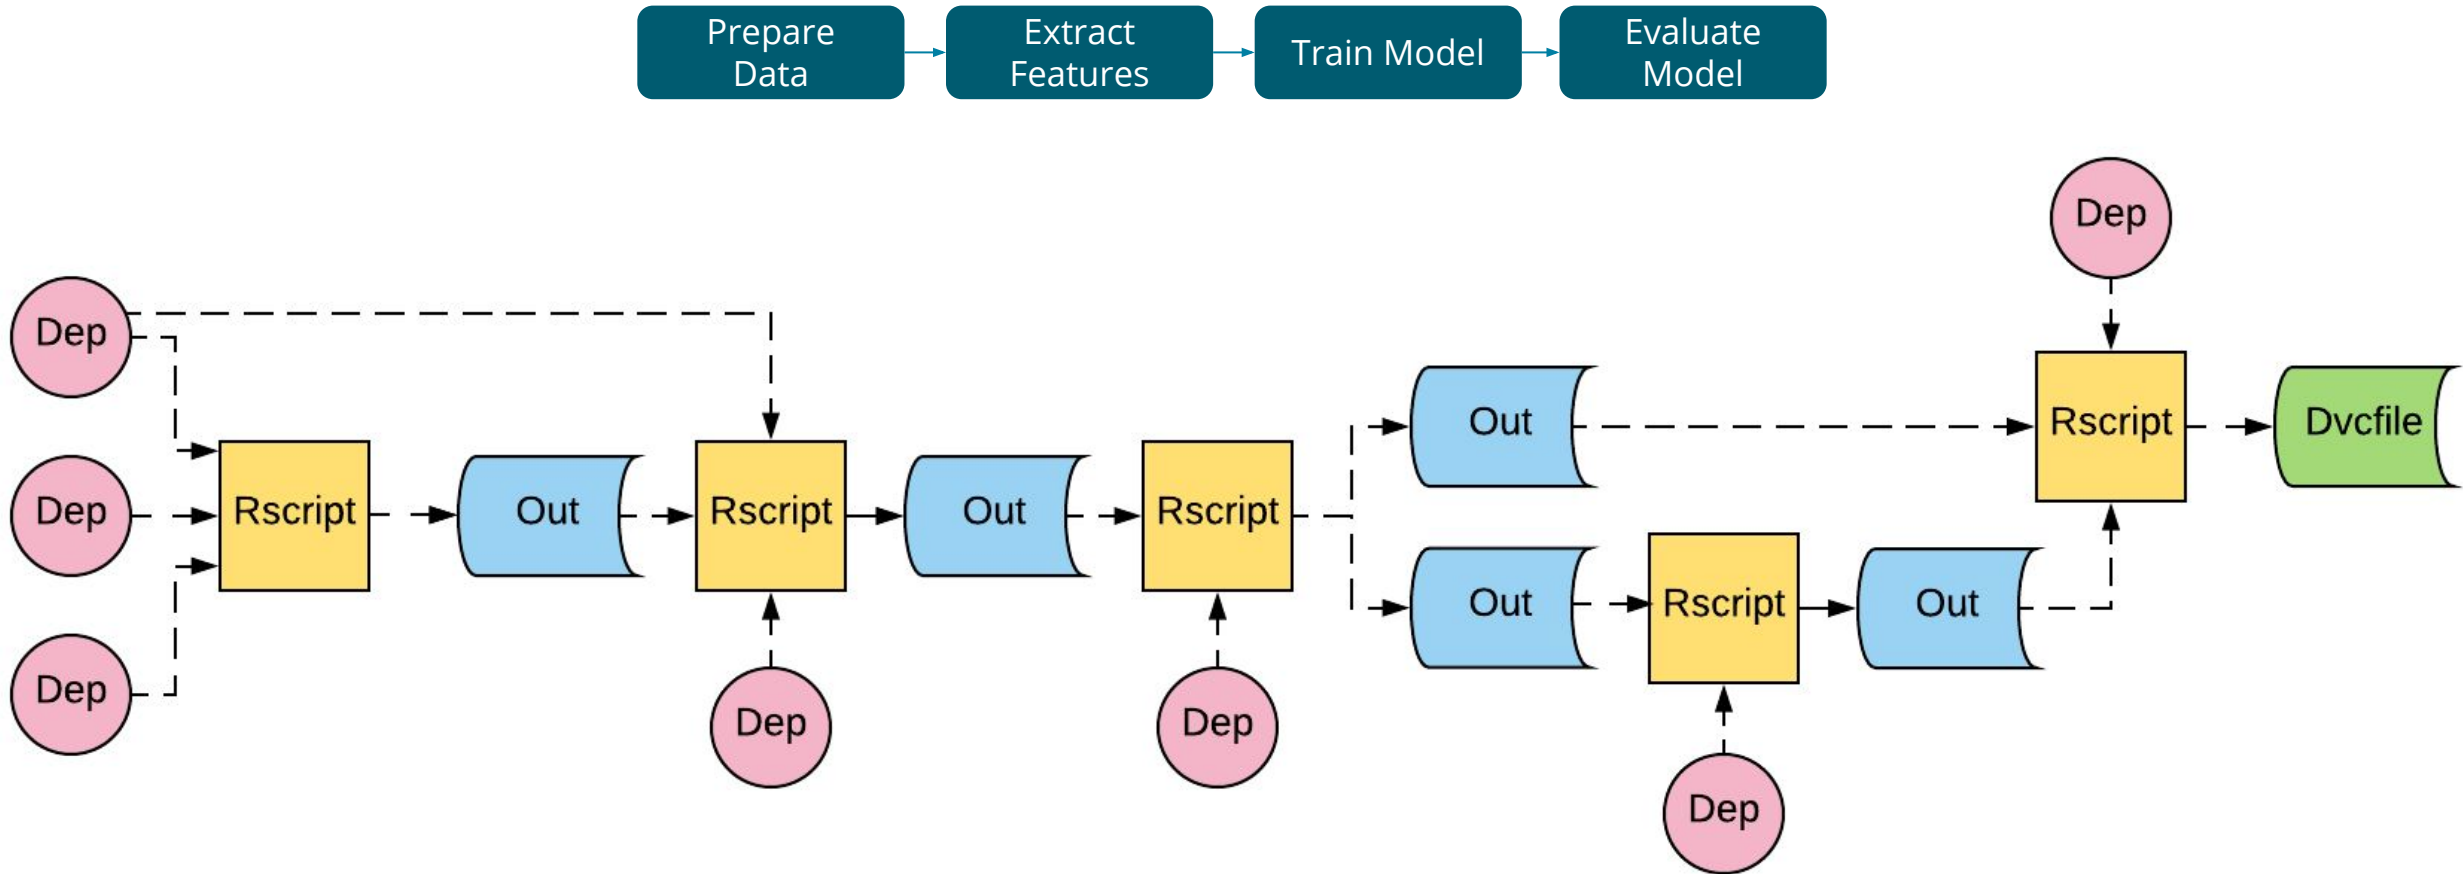 Prepare
Data
Extract
Features
Train Model
Evaluate
Model
Dep
Dep
Dep
Dep
Rscript
Out
Rscript
Dep
Out
Rscript
Dep
Out
Out
Rscript
Dep
Out
Rscript
Dvcfile